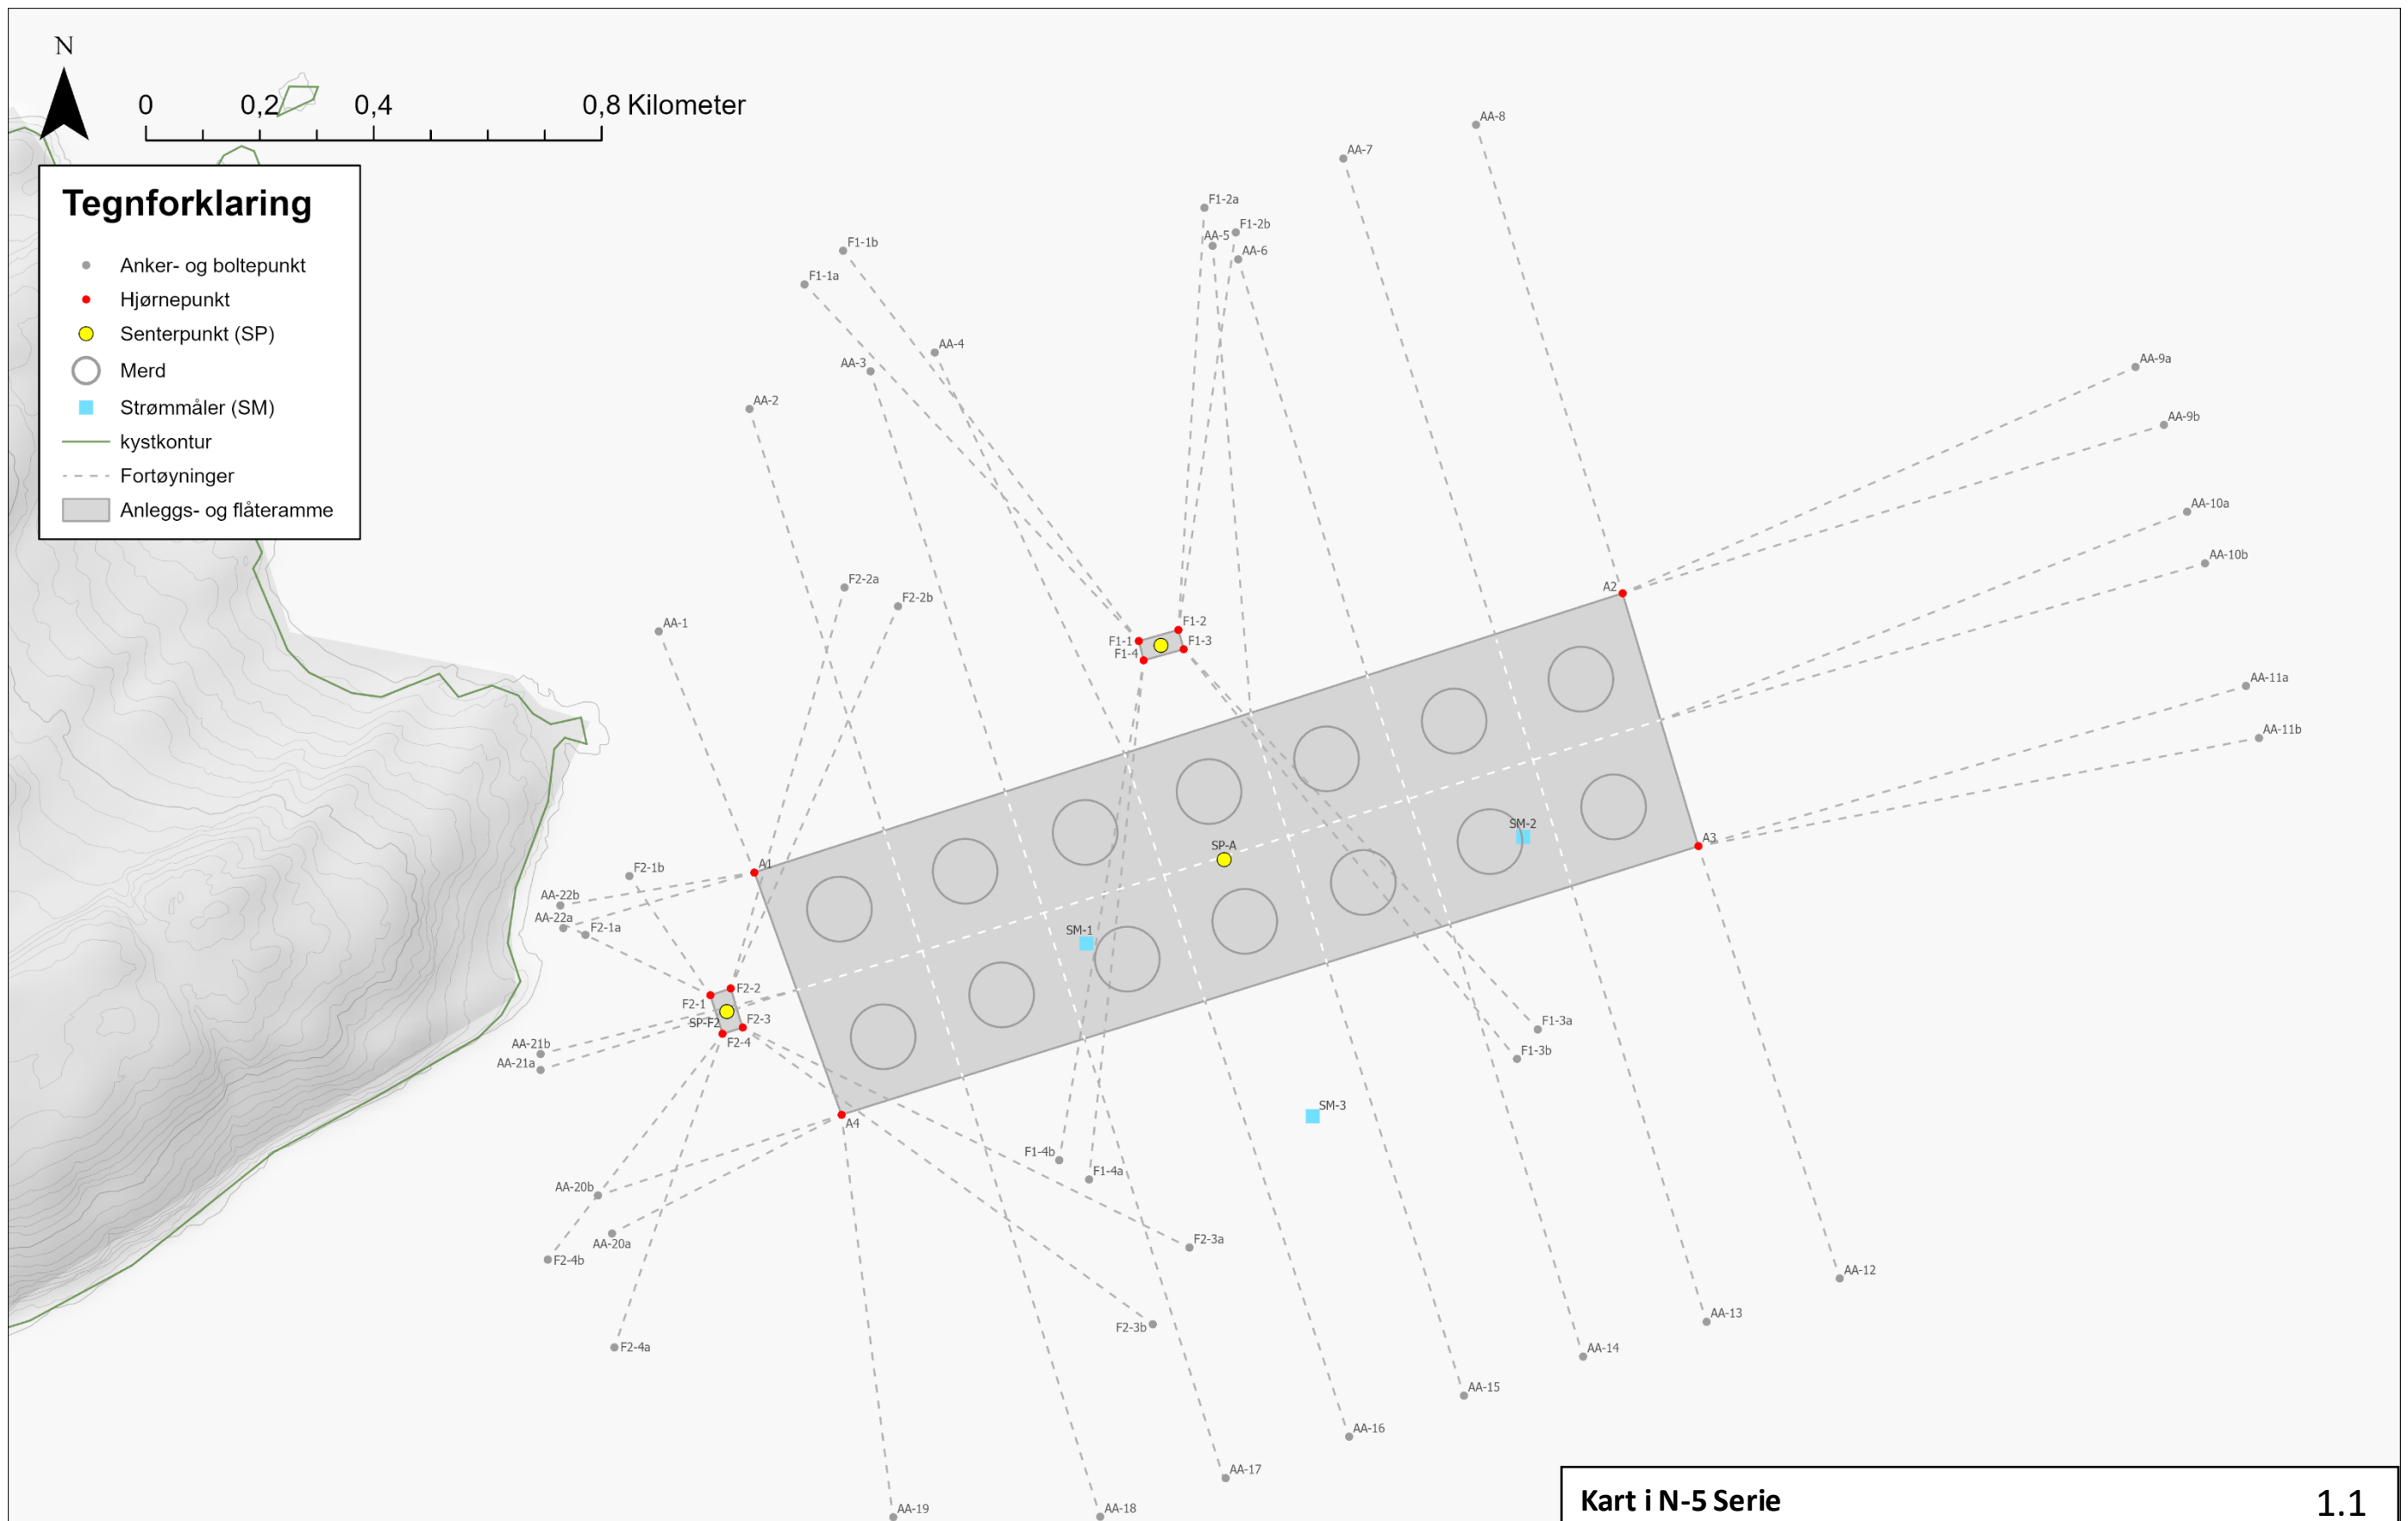 N
0 0,2 0,4 0,8 Kilometer
Tegnforklaring
Anker- og boltepunkt
Hjørnepunkt
Senterpunkt (SP)
Merd
Strømmåler (SM)
kystkontur
Fortøyninger
Anleggs- og flåteramme
AA-8
AA-7
F1-2a
F1-2b
AA-5
AA-6
F1-1b
F1-1a
AA-4
AA-3
AA-2
AA-9a
AA-9b
AA-10a
AA-10b
F2-2a
F2-2b
A2
AA-1
F1-2
F1-1
F1-3
F1-4
AA-11a
AA-11b
SM-2
A3
SP-A
A1
F2-1b
AA-22b
AA-22a
F2-1a
SM-1
F2-2
F2-1
SP-F2
F2-3
F2-4
F1-3a
F1-3b
AA-21b
AA-21a
SM-3
A4
F1-4b
F1-4a
AA-20b
AA-20a
F2-3a
F2-4b
AA-12
AA-13
F2-3b
F2-4a
AA-14
AA-15
AA-16
AA-17
AA-19
AA-18
Kart i N-5 Serie 1.1